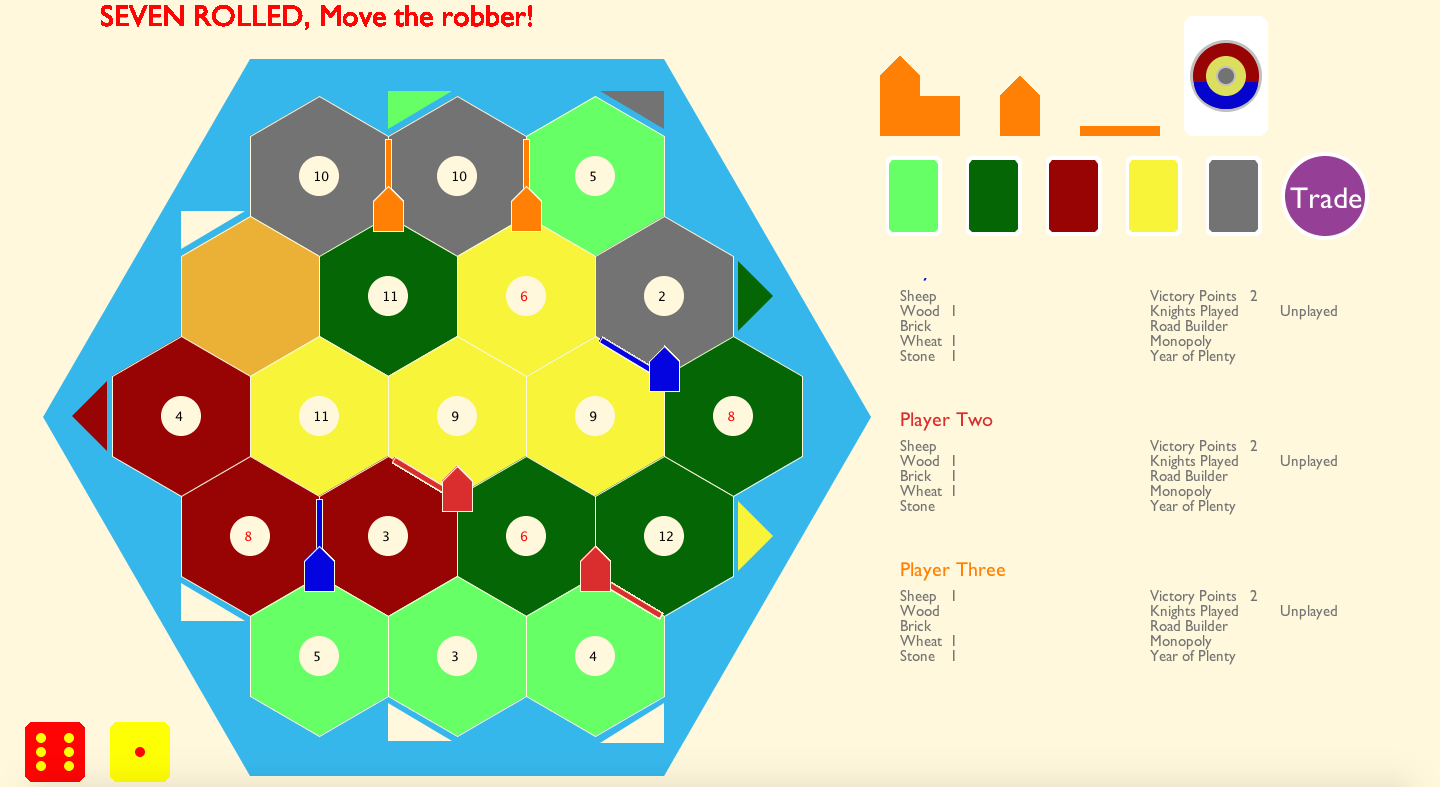 SEVEN ROLLED, Move the robber!
10
10
5
11
6
2
4
11
9
9
8
8
3
6
12
5
3
4
Trade
Sheep Victory Points 2
Wood 1 Knights Played Unplayed
Brick Road Builder
Wheat 1 Monopoly
Stone 1 Year of Plenty
Player Two
Sheep Victory Points 2
Wood 1 Knights Played Unplayed
Brick 1 Road Builder
Wheat 1 Monopoly
Stone Year of Plenty
Player Three
Sheep 1 Victory Points 2
Wood Knights Played Unplayed
Brick Road Builder
Wheat 1 Monopoly
Stone 1 Year of Plenty